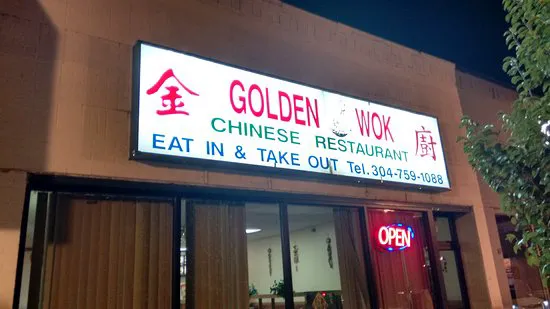 金 GOLDEN WOK 廚
CHINESE RESTAURANT
EAT IN & TAKE OUT Tel. 304-759-1088
OPEN